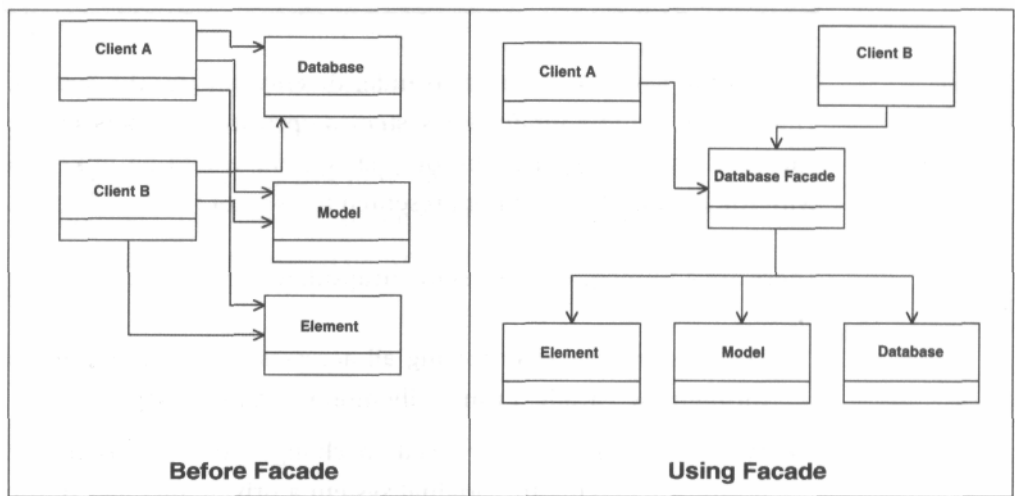 Client A
Database
Client B
Model
Element
Before Facade
Client A
Client B
Database Facade
Element
Model
Database
Using Facade